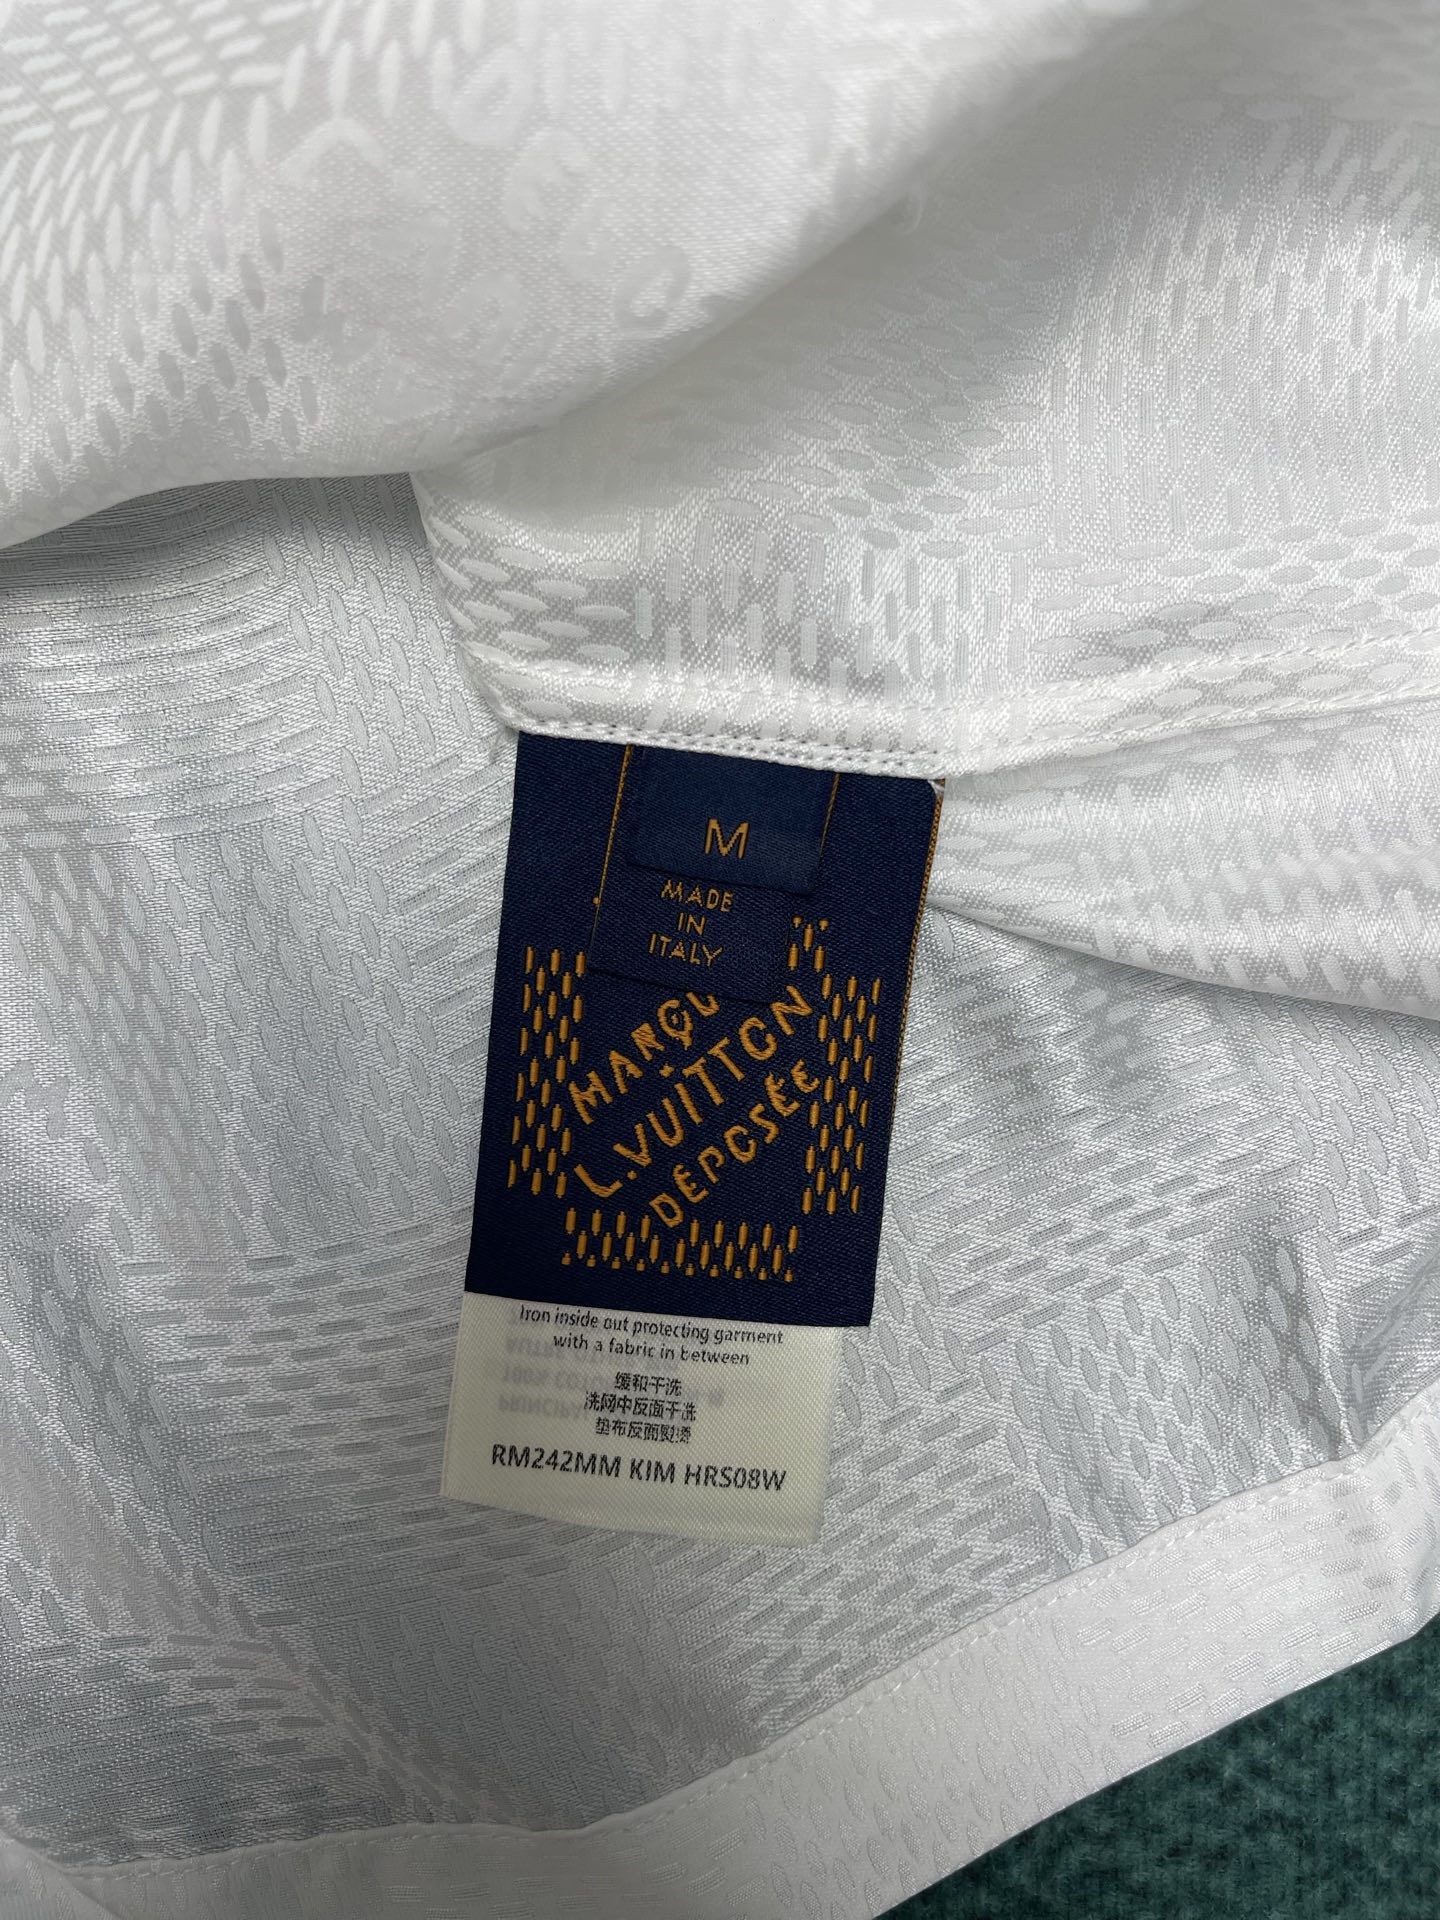 M
MADE
IN
ITALY
MARQU
L.VUITTON
DÉPOSÉE
Iron inside out protecting garment
with a fabric in between
缓和干洗
洗网中反面干洗
垫布反面熨烫
RM242MM KIM HRS08W